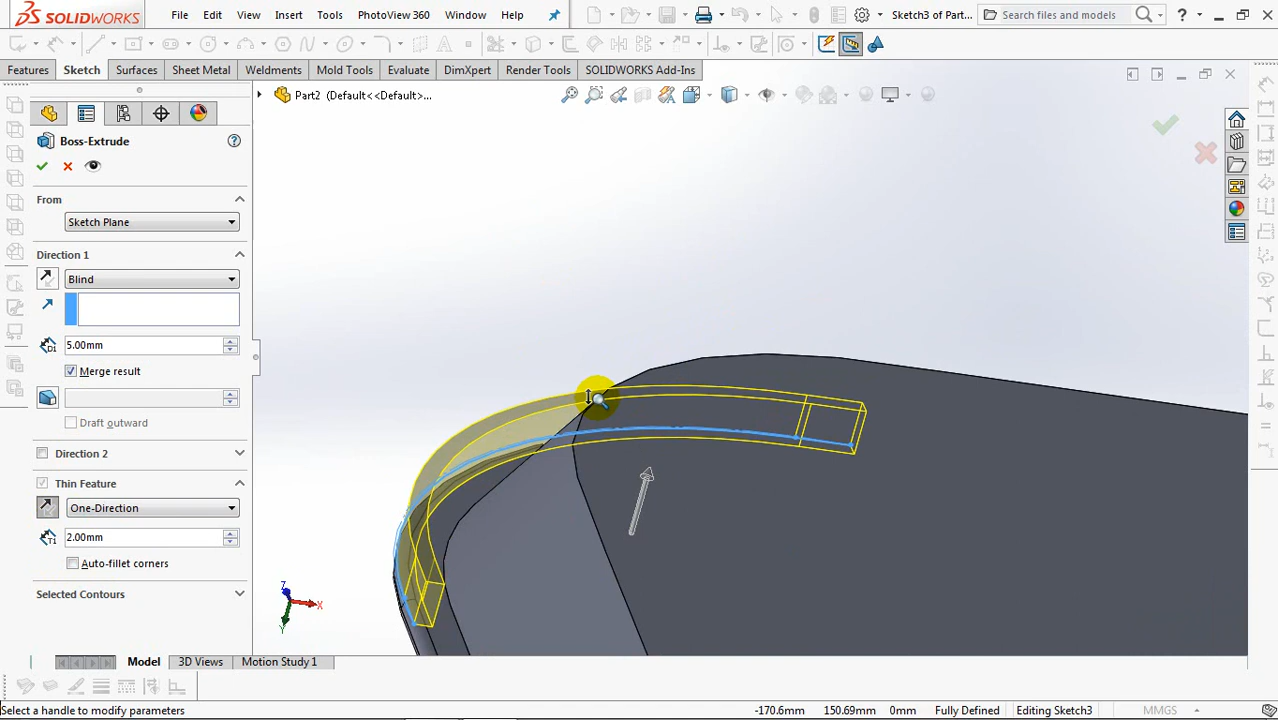 SOLIDWORKS File Edit View Insert Tools PhotoView 360 Window Help Sketch3 of Part... Search files and models ?
Features Sketch Surfaces Sheet Metal Weldments Mold Tools Evaluate DimXpert Render Tools SOLIDWORKS Add-Ins
Part2 (Default<<Default>...
Boss-Extrude ?
From
Sketch Plane
Direction 1
Blind
D1 5.00mm
Merge result
Draft outward
Direction 2
Thin Feature
One-Direction
T1 2.00mm
Auto-fillet corners
Selected Contours
Z
X
Y
Model 3D Views Motion Study 1
Select a handle to modify parameters -170.6mm 150.69mm 0mm Fully Defined Editing Sketch3 MMGS